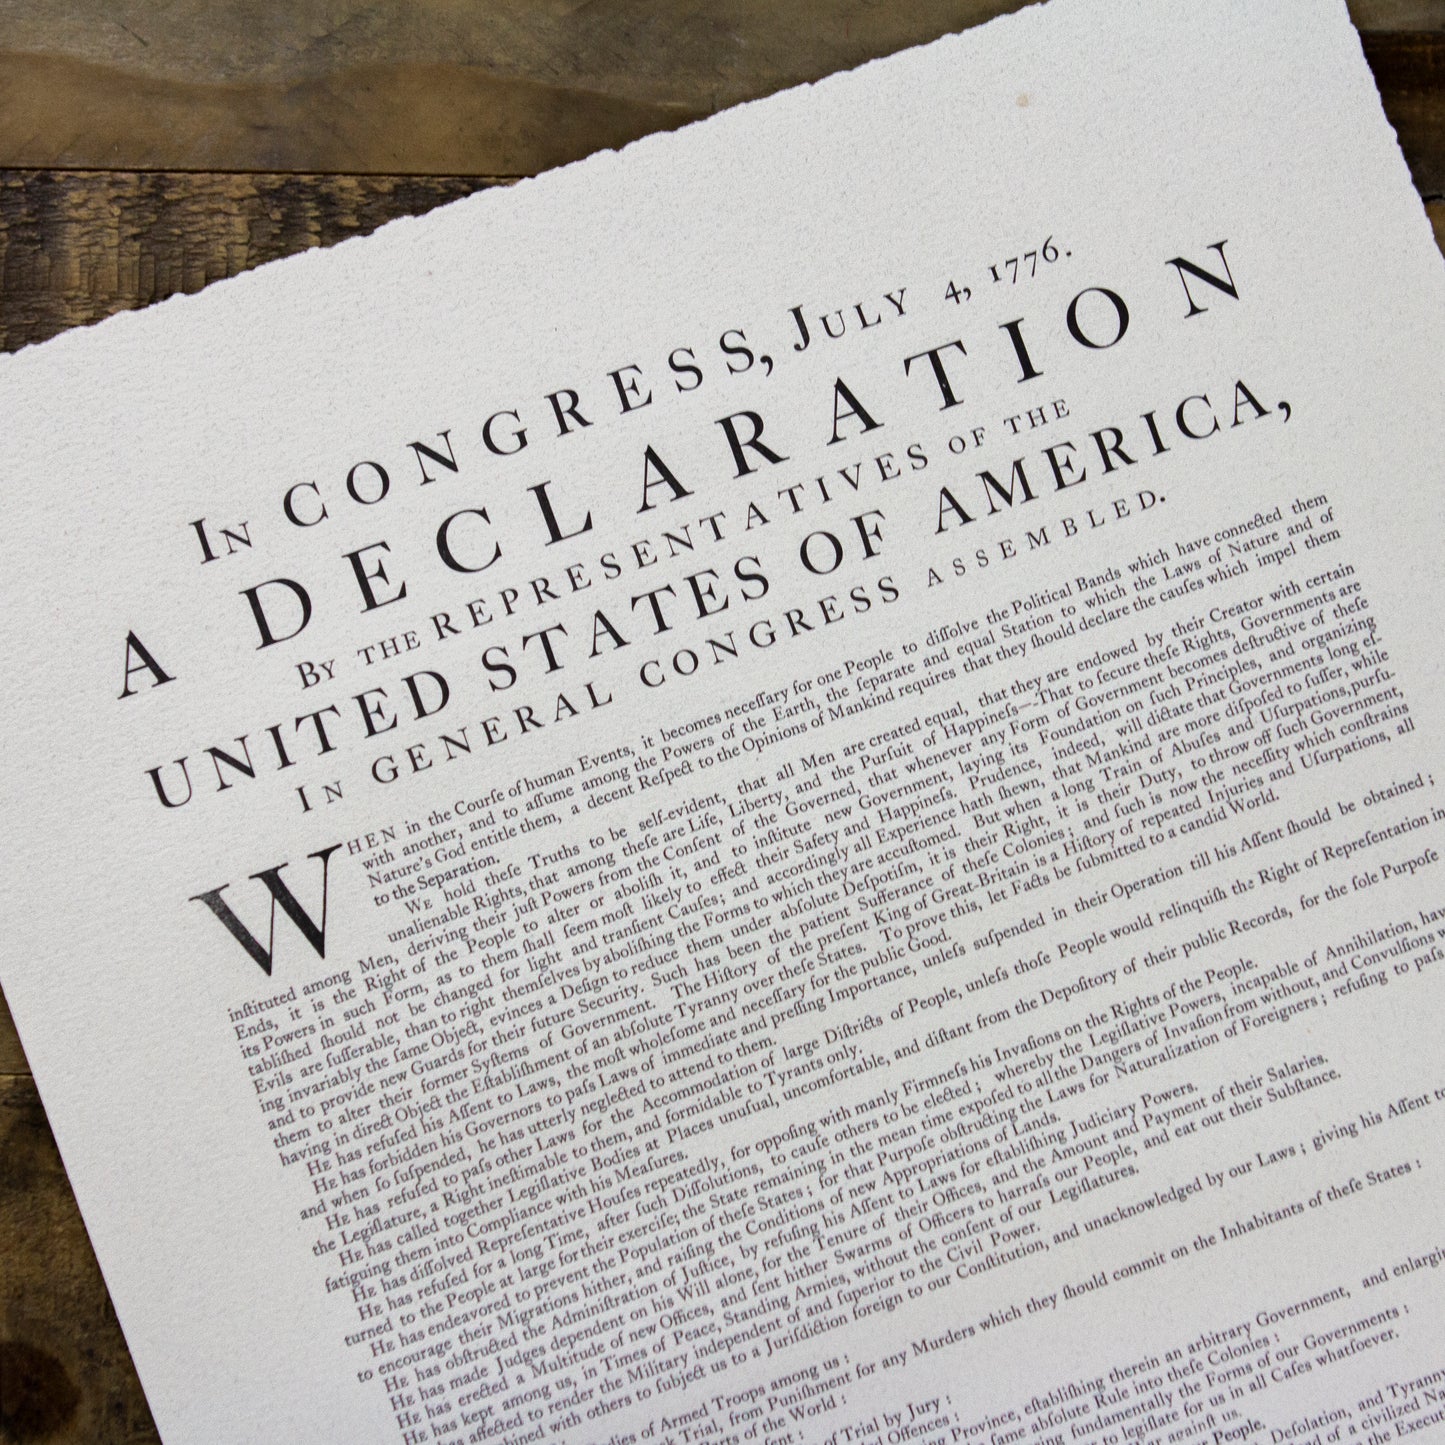 In CONGRESS, July 4, 1776.
A DECLARATION
By the REPRESENTATIVES of the
UNITED STATES OF AMERICA,
In GENERAL CONGRESS assembled.
WHEN in the Courſe of human Events, it becomes neceſſary for one People to diſſolve the Political Bands which have connected them
with another, and to aſſume among the Powers of the Earth, the ſeparate and equal Station to which the Laws of Nature and of
Nature's God entitle them, a decent Reſpect to the Opinions of Mankind requires that they ſhould declare the cauſes which impel them
to the Separation.
We hold theſe Truths to be self-evident, that all Men are created equal, that they are endowed by their Creator with certain
unalienable Rights, that among theſe are Life, Liberty, and the Purſuit of Happineſs—-That to ſecure theſe Rights, Governments are
inſtituted among Men, deriving their juſt Powers from the Conſent of the Governed, that whenever any Form of Government becomes deſtructive of theſe
Ends, it is the Right of the People to alter or aboliſh it, and to inſtitute new Government, laying its Foundation on ſuch Principles, and organizing
its Powers in such Form, as to them ſhall ſeem moſt likely to effect their Safety and Happineſs. Prudence, indeed, will dictate that Governments long eſ-
tabliſhed ſhould not be changed for light and tranſient Cauſes; and accordingly all Experience hath ſhewn, that Mankind are more diſpoſed to ſuffer, while
Evils are ſufferable, than to right themſelves by aboliſhing the Forms to which they are accuſtomed. But when a long Train of Abuſes and Uſurpations, purſu-
ing invariably the ſame Object, evinces a Deſign to reduce them under abſolute Deſpotiſm, it is their Right, it is their Duty, to throw off ſuch Government,
and to provide new Guards for their future Security. Such has been the patient Sufferance of theſe Colonies; and ſuch is now the neceſſity which conſtrains
them to alter their former Syſtems of Government. The Hiſtory of the preſent King of Great-Britain is a Hiſtory of repeated Injuries and Uſurpations, all
having in direct Object the Eſtabliſhment of an abſolute Tyranny over theſe States. To prove this, let Facts be ſubmitted to a candid World.
He has refuſed his Aſſent to Laws, the moſt wholeſome and neceſſary for the public Good.
He has forbidden his Governors to paſs Laws of immediate and preſſing Importance, unleſs ſuſpended in their Operation till his Aſſent ſhould be obtained;
and when ſo ſuſpended, he has utterly neglected to attend to them.
He has refuſed to paſs other Laws for the Accommodation of large Diſtricts of People, unleſs thoſe People would relinquiſh the Right of Repreſentation in
the Legiſlature, a Right ineſtimable to them, and formidable to Tyrants only.
He has called together Legiſlative Bodies at Places unuſual, uncomfortable, and diſtant from the Depoſitory of their public Records, for the ſole Purpoſe
fatiguing them into Compliance with his Meaſures.
He has diſſolved Repreſentative Houſes repeatedly, for oppoſing with manly Firmneſs his Invaſions on the Rights of the People.
He has refuſed for a long Time, after ſuch Diſſolutions, to cauſe others to be elected; whereby the Legiſlative Powers, incapable of Annihilation, hav
turned to the People at large for their exerciſe; the State remaining in the mean time expoſed to all the Dangers of Invaſion from without, and Convulſions w
He has endeavored to prevent the Population of theſe States; for that Purpoſe obſtructing the Laws for Naturalization of Foreigners; refuſing to paſs
to encourage their Migrations hither, and raiſing the Conditions of new Appropriations of Lands.
He has obſtructed the Adminiſtration of Juſtice, by refuſing his Aſſent to Laws for eſtabliſhing Judiciary Powers.
He has made Judges dependent on his Will alone, for the Tenure of their Offices, and the Amount and Payment of their Salaries.
He has erected a Multitude of new Offices, and ſent hither Swarms of Officers to harraſs our People, and eat out their Subſtance.
He has kept among us, in Times of Peace, Standing Armies, without the conſent of our Legiſlatures.
He has affected to render the Military independent of and ſuperior to the Civil Power.
bined with others to ſubject us to a Juriſdiction foreign to our Conſtitution, and unacknowledged by our Laws; giving his Aſſent to
dies of Armed Troops among us:
k Trial, from Puniſhment for any Murders which they ſhould commit on the Inhabitants of theſe States:
arts of the World:
ſent:
of Trial by Jury:
d Offences:
ng Province, eſtabliſhing therein an arbitrary Government, and enlargin
ſame abſolute Rule into theſe Colonies:
ing fundamentally the Forms of our Governments:
r to legiſlate for us in all Caſes whatſoever.
War againſt us.
r People.
Deſolation, and Tyranny
d of a civilized Na
the Execut